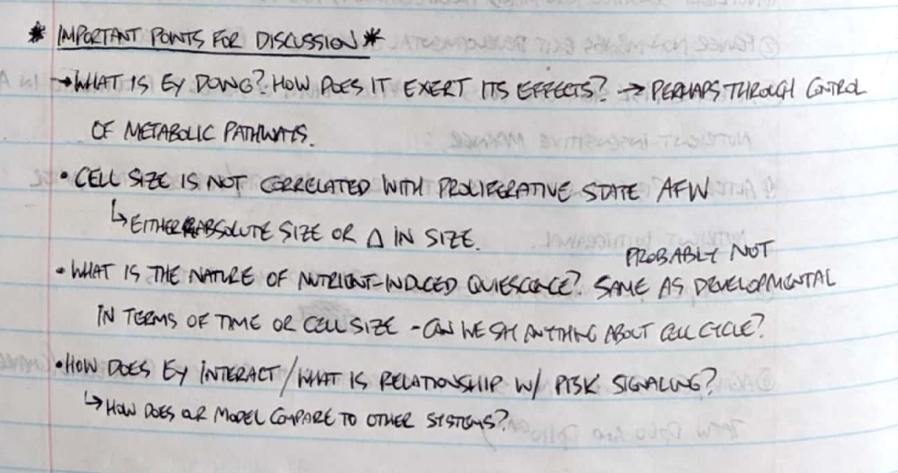 * IMPORTANT POINTS FOR DISCUSSION *
→ WHAT IS EY DOING? HOW DOES IT EXERT ITS EFFECTS? → PERHAPS THROUGH CONTROL
OF METABOLIC PATHWAYS.
• CELL SIZE IS NOT CORRELATED WITH PROLIFERATIVE STATE AFW
↳ EITHER ABSOLUTE SIZE OR Δ IN SIZE.
PROBABLY NOT
• WHAT IS THE NATURE OF NUTRIENT-INDUCED QUIESCENCE? SAME AS DEVELOPMENTAL
IN TERMS OF TIME OR CELL SIZE - CAN WE SAY ANYTHING ABOUT CELL CYCLE?
• HOW DOES EY INTERACT / WHAT IS RELATIONSHIP W/ PI3K SIGNALING?
↳ HOW DOES OUR MODEL COMPARE TO OTHER SYSTEMS?